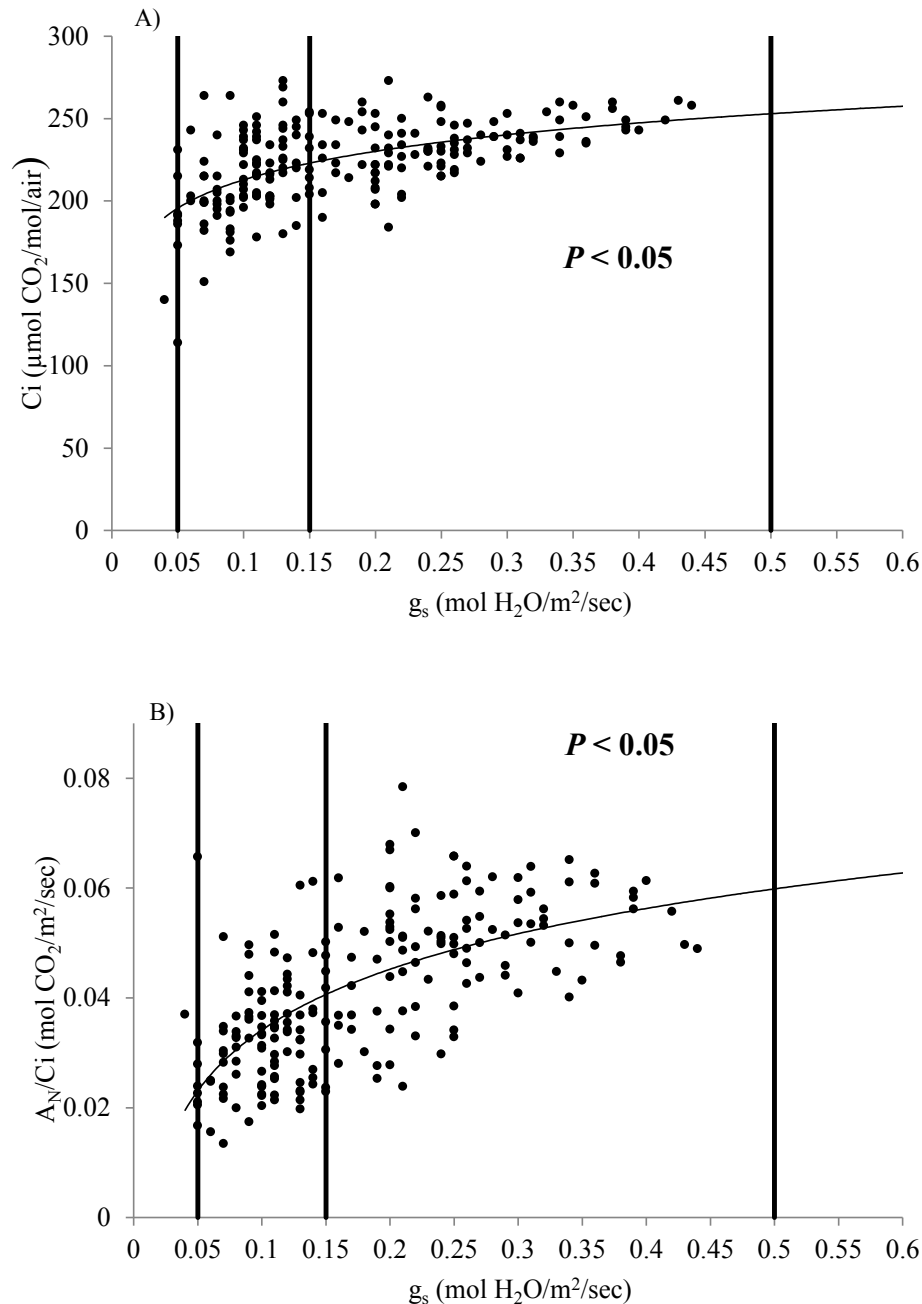 A)
300
250
200
150
100
50
0
Ci (µmol CO₂/mol/air)
P < 0.05
0 0.05 0.1 0.15 0.2 0.25 0.3 0.35 0.4 0.45 0.5 0.55 0.6
gₛ (mol H₂O/m²/sec)
B)
P < 0.05
0.08
0.06
0.04
0.02
0
A_N/Ci (mol CO₂/m²/sec)
0 0.05 0.1 0.15 0.2 0.25 0.3 0.35 0.4 0.45 0.5 0.55 0.6
gₛ (mol H₂O/m²/sec)